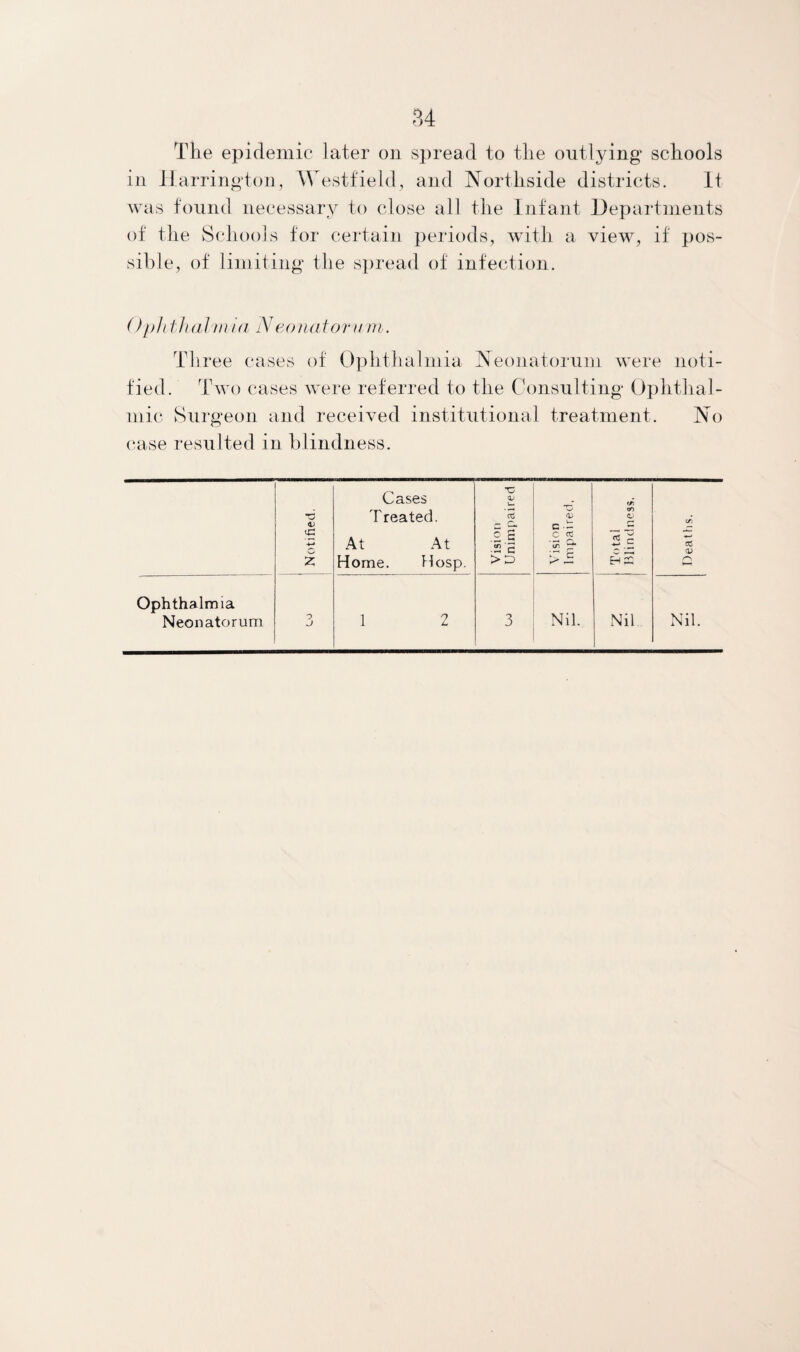 34
The epidemic later on spread to the outlying schools
in Harrington, Westfield, and Northside districts. It
was found necessary to close all the Infant Departments
of the Schools for certain periods, with a view, if pos-
sible, of limiting the spread of infection.
Ophthalmia Neonatorum.
Three cases of Ophthalmia Neonatorum were noti-
fied. Two cases were referred to the Consulting Ophthal-
mic Surgeon and received institutional treatment. No
case resulted in blindness.
Notified.
Cases
Treated.
At At
Home. Hosp.
Vision
Unimpaired
Vision
Impaired.
Total
Blindness.
Deaths.
Ophthalmia
Neonatorum 3 1 2 3 Nil. Nil. Nil.